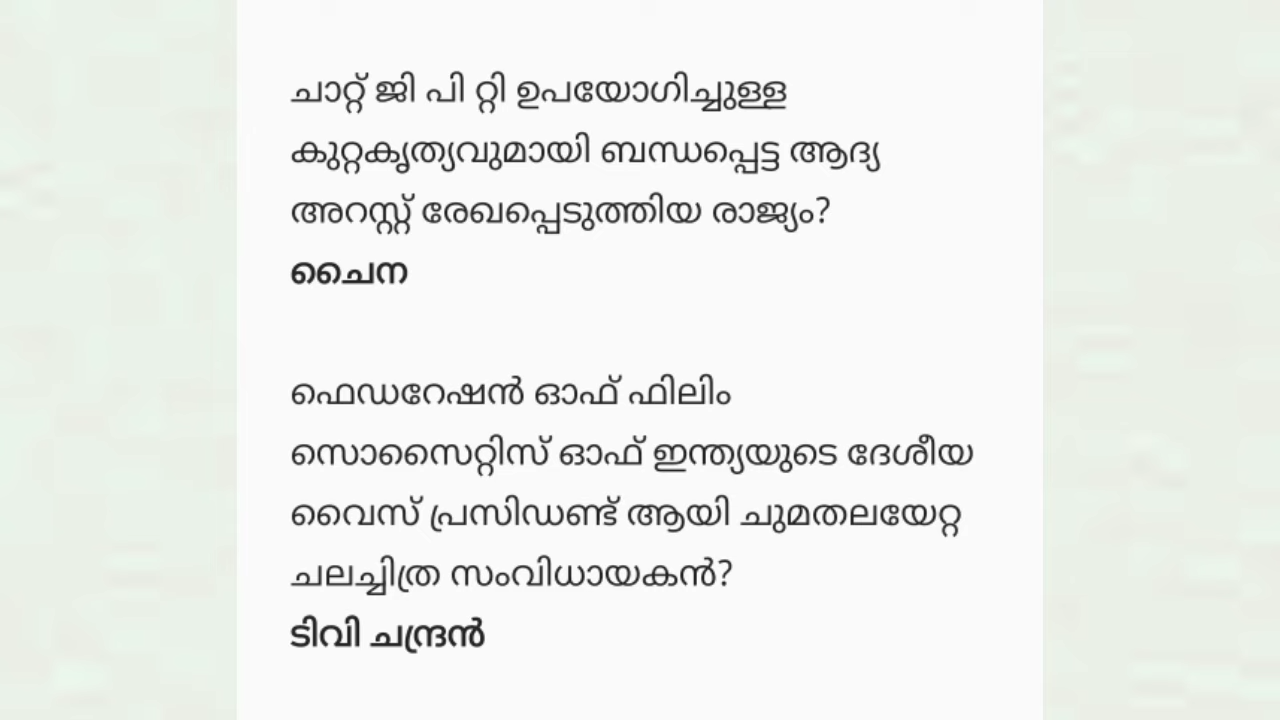 ചാറ്റ് ജി പി റ്റി ഉപയോഗിച്ചുള്ള
കുറ്റകൃത്യവുമായി ബന്ധപ്പെട്ട ആദ്യ
അറസ്റ്റ് രേഖപ്പെടുത്തിയ രാജ്യം?
ചൈന
ഫെഡറേഷൻ ഓഫ് ഫിലിം
സൊസൈറ്റിസ് ഓഫ് ഇന്ത്യയുടെ ദേശീയ
വൈസ് പ്രസിഡണ്ട് ആയി ചുമതലയേറ്റ
ചലച്ചിത്ര സംവിധായകൻ?
ടിവി ചന്ദ്രൻ